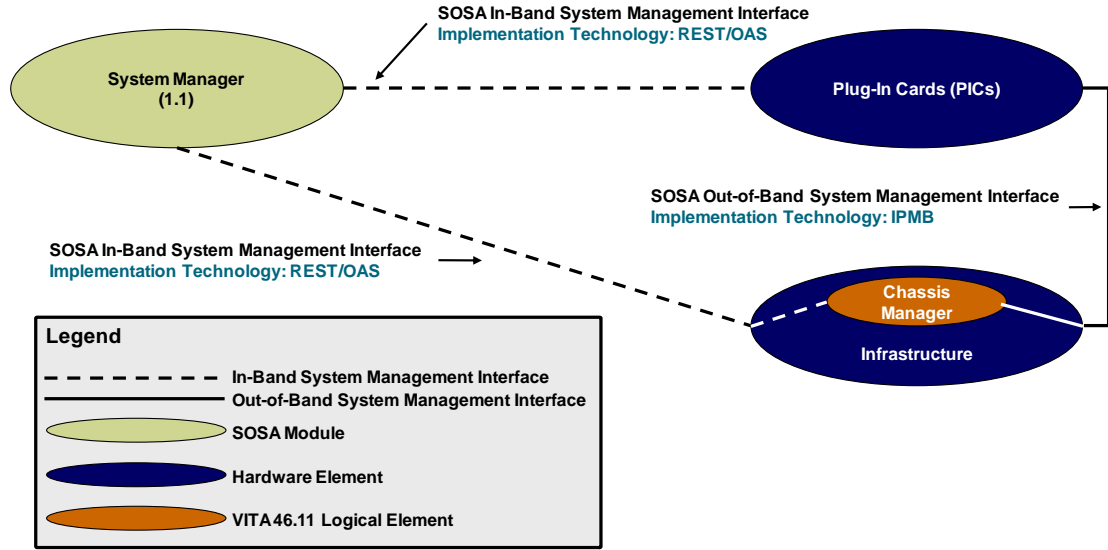 SOSA In-Band System Management Interface
Implementation Technology: REST/OAS
System Manager
(1.1)
Plug-In Cards (PICs)
SOSA Out-of-Band System Management Interface
Implementation Technology: IPMB
SOSA In-Band System Management Interface
Implementation Technology: REST/OAS
Chassis
Manager
Infrastructure
Legend
In-Band System Management Interface
Out-of-Band System Management Interface
SOSA Module
Hardware Element
VITA 46.11 Logical Element